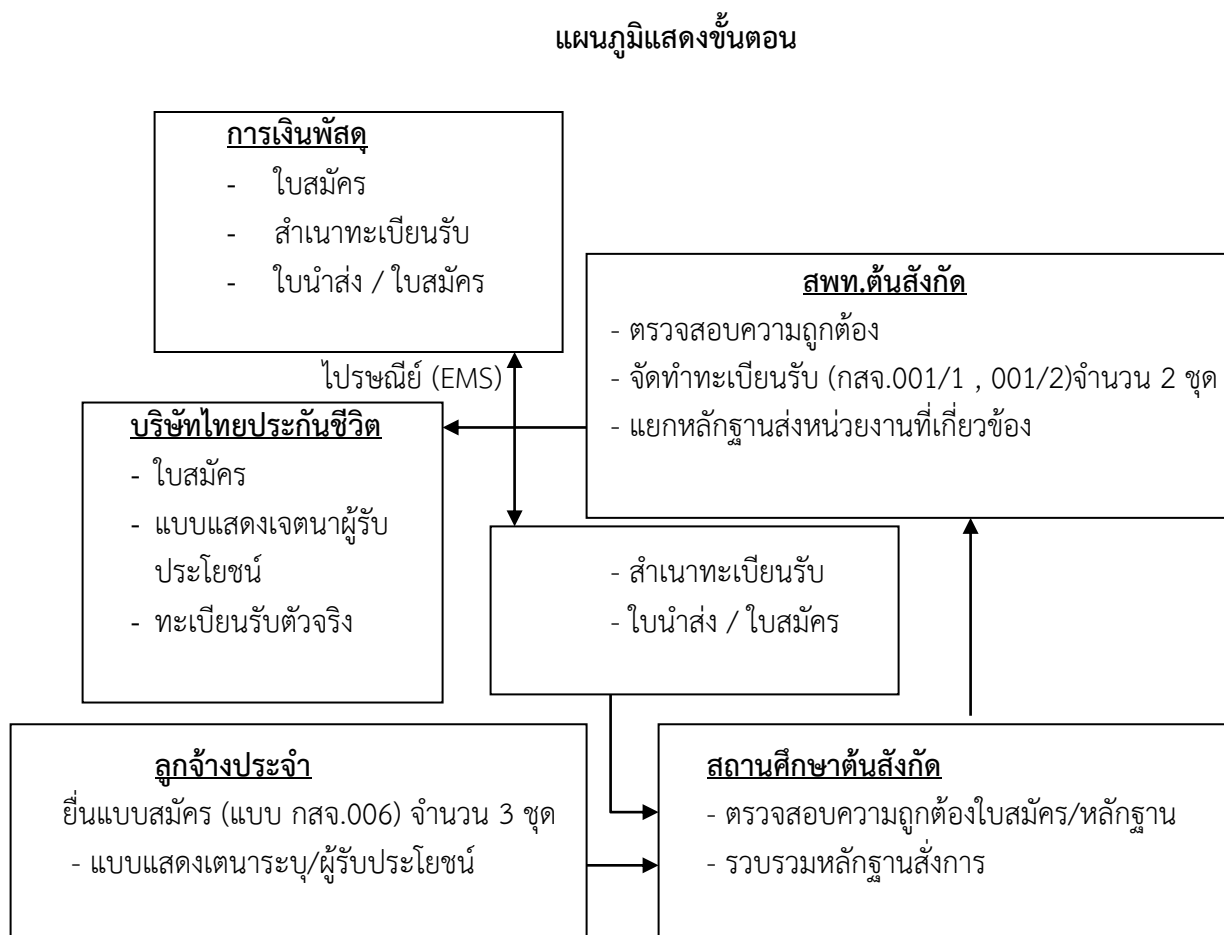 แผนภูมิแสดงขั้นตอน
การเงินพัสดุ
- ใบสมัคร
- สำเนาทะเบียนรับ
- ใบนำส่ง / ใบสมัคร
สพท.ต้นสังกัด
- ตรวจสอบความถูกต้อง
- จัดทำทะเบียนรับ (กสจ.001/1 , 001/2)จำนวน 2 ชุด
- แยกหลักฐานส่งหน่วยงานที่เกี่ยวข้อง
ไปรษณีย์ (EMS)
บริษัทไทยประกันชีวิต
- ใบสมัคร
- แบบแสดงเจตนาผู้รับ
ประโยชน์
- ทะเบียนรับตัวจริง
- สำเนาทะเบียนรับ
- ใบนำส่ง / ใบสมัคร
ลูกจ้างประจำ
ยื่นแบบสมัคร (แบบ กสจ.006) จำนวน 3 ชุด
- แบบแสดงเตนาระบุ/ผู้รับประโยชน์
สถานศึกษาต้นสังกัด
- ตรวจสอบความถูกต้องใบสมัคร/หลักฐาน
- รวบรวมหลักฐานสั่งการ